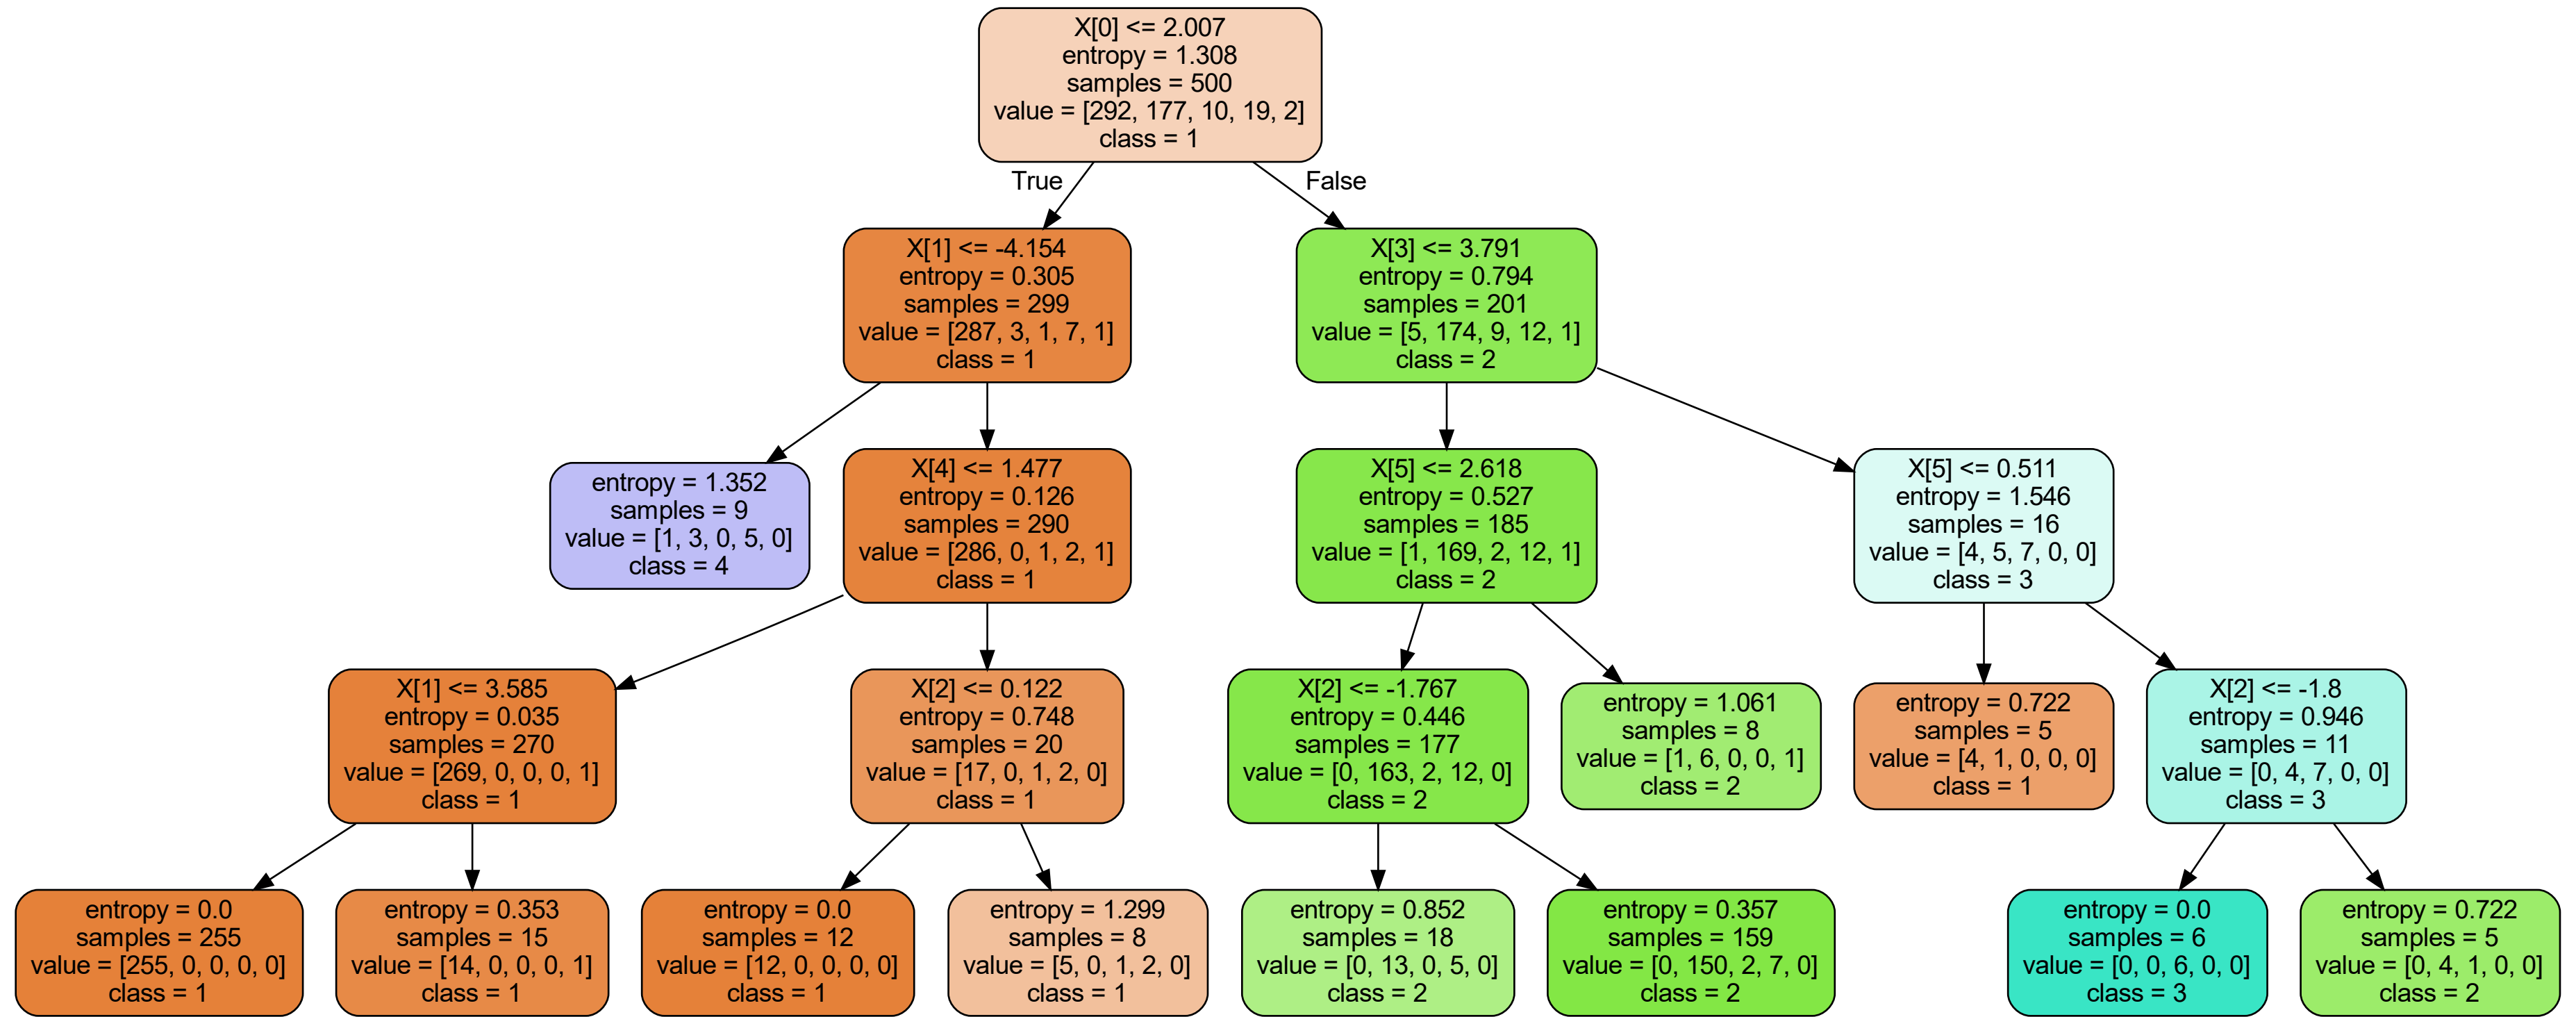 X[0] <= 2.007
entropy = 1.308
samples = 500
value = [292, 177, 10, 19, 2]
class = 1
True
False
X[1] <= -4.154
entropy = 0.305
samples = 299
value = [287, 3, 1, 7, 1]
class = 1
X[3] <= 3.791
entropy = 0.794
samples = 201
value = [5, 174, 9, 12, 1]
class = 2
entropy = 1.352
samples = 9
value = [1, 3, 0, 5, 0]
class = 4
X[4] <= 1.477
entropy = 0.126
samples = 290
value = [286, 0, 1, 2, 1]
class = 1
X[5] <= 2.618
entropy = 0.527
samples = 185
value = [1, 169, 2, 12, 1]
class = 2
X[5] <= 0.511
entropy = 1.546
samples = 16
value = [4, 5, 7, 0, 0]
class = 3
X[1] <= 3.585
entropy = 0.035
samples = 270
value = [269, 0, 0, 0, 1]
class = 1
X[2] <= 0.122
entropy = 0.748
samples = 20
value = [17, 0, 1, 2, 0]
class = 1
X[2] <= -1.767
entropy = 0.446
samples = 177
value = [0, 163, 2, 12, 0]
class = 2
entropy = 1.061
samples = 8
value = [1, 6, 0, 0, 1]
class = 2
entropy = 0.722
samples = 5
value = [4, 1, 0, 0, 0]
class = 1
X[2] <= -1.8
entropy = 0.946
samples = 11
value = [0, 4, 7, 0, 0]
class = 3
entropy = 0.0
samples = 255
value = [255, 0, 0, 0, 0]
class = 1
entropy = 0.353
samples = 15
value = [14, 0, 0, 0, 1]
class = 1
entropy = 0.0
samples = 12
value = [12, 0, 0, 0, 0]
class = 1
entropy = 1.299
samples = 8
value = [5, 0, 1, 2, 0]
class = 1
entropy = 0.852
samples = 18
value = [0, 13, 0, 5, 0]
class = 2
entropy = 0.357
samples = 159
value = [0, 150, 2, 7, 0]
class = 2
entropy = 0.0
samples = 6
value = [0, 0, 6, 0, 0]
class = 3
entropy = 0.722
samples = 5
value = [0, 4, 1, 0, 0]
class = 2